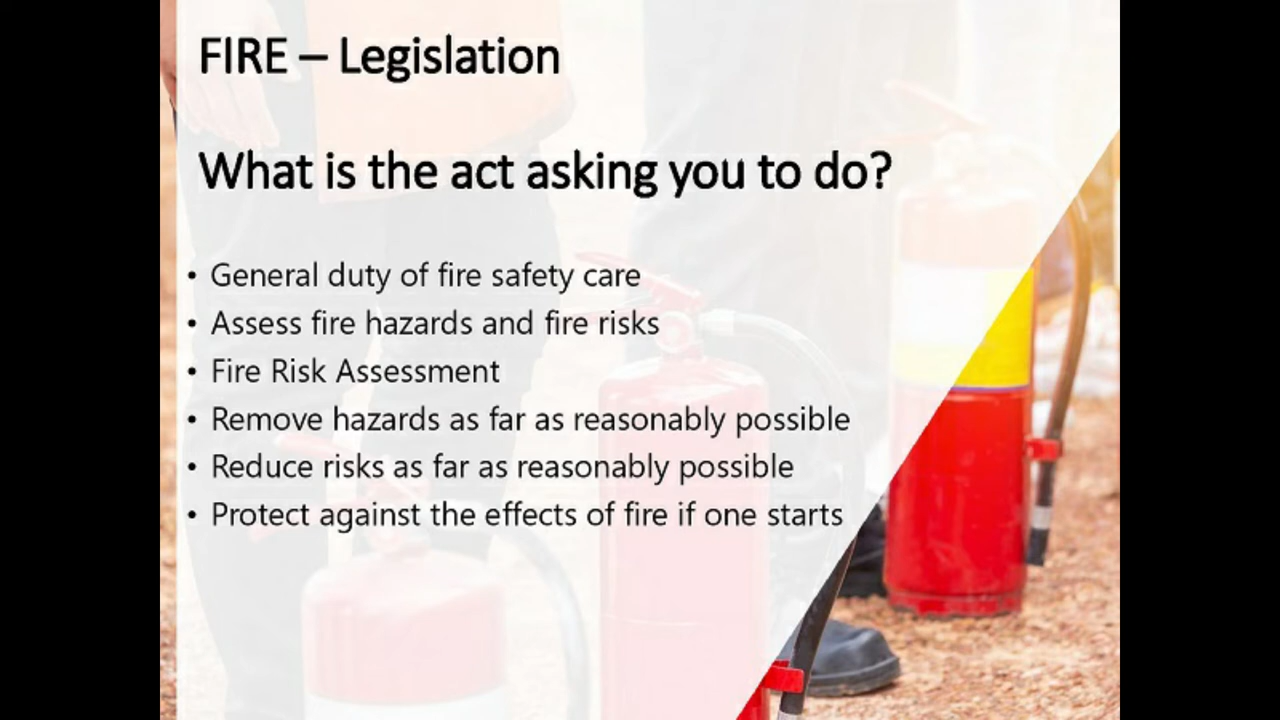 FIRE – Legislation
What is the act asking you to do?
• General duty of fire safety care
• Assess fire hazards and fire risks
• Fire Risk Assessment
• Remove hazards as far as reasonably possible
• Reduce risks as far as reasonably possible
• Protect against the effects of fire if one starts